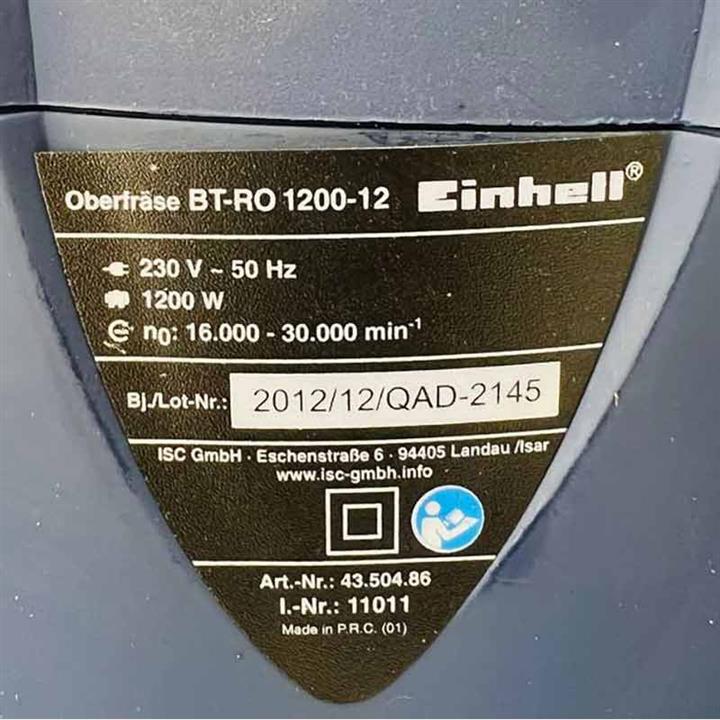 Oberfräse BT-RO 1200-12 Einhell®
230 V ~ 50 Hz
1200 W
n0: 16.000 - 30.000 min-1
Bj./Lot-Nr.: 2012/12/QAD-2145
ISC GmbH · Eschenstraße 6 · 94405 Landau /Isar
www.isc-gmbh.info
Art.-Nr.: 43.504.86
I.-Nr.: 11011
Made in P.R.C. (01)